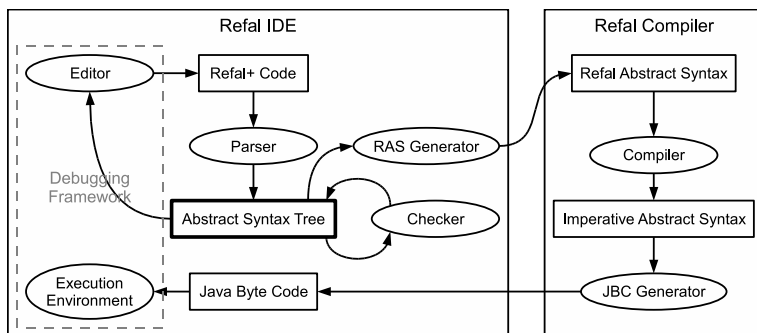 Refal IDE
Refal Compiler
Editor
Refal+ Code
Refal Abstract Syntax
Parser
RAS Generator
Compiler
Debugging
Framework
Abstract Syntax Tree
Checker
Imperative Abstract Syntax
Execution
Environment
Java Byte Code
JBC Generator